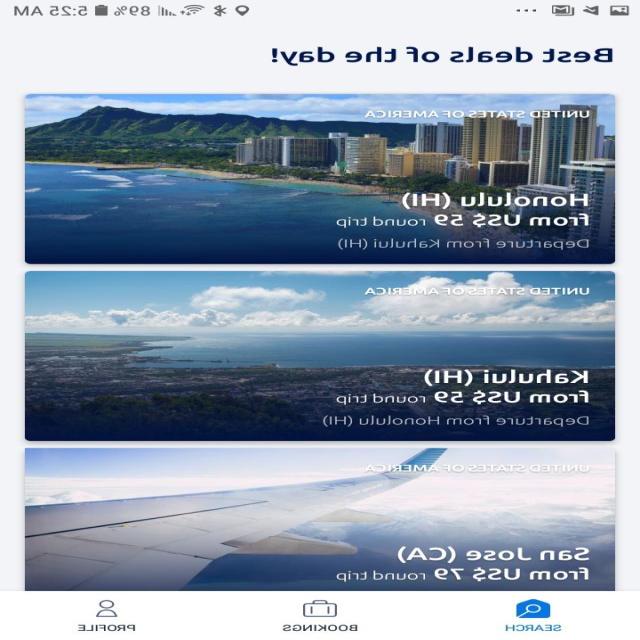 5:25 AM
89%
Best deals of the day!
UNITED STATES OF AMERICA
Honolulu (HI)
from US$ 59 round trip
Departure from Kahului (HI)
UNITED STATES OF AMERICA
Kahului (HI)
from US$ 59 round trip
Departure from Honolulu (HI)
UNITED STATES OF AMERICA
San Jose (CA)
from US$ 79 round trip
SEARCH
BOOKINGS
PROFILE